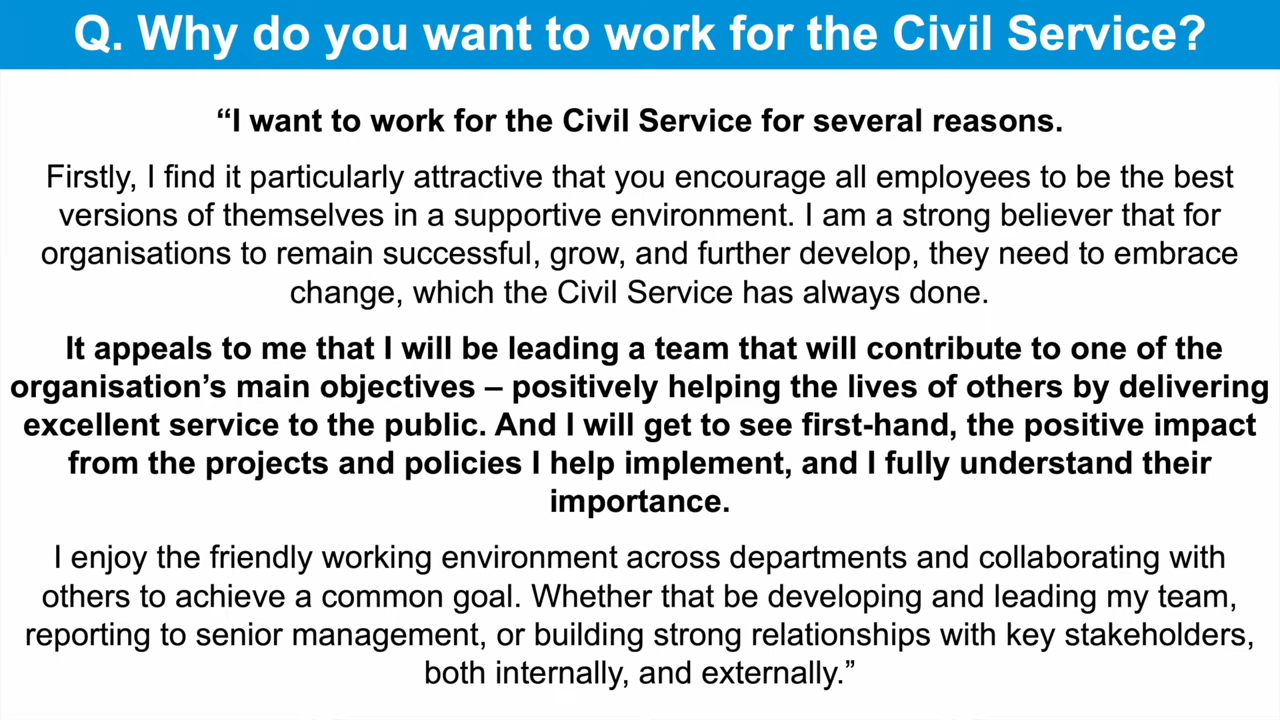 Q. Why do you want to work for the Civil Service?
“I want to work for the Civil Service for several reasons.
Firstly, I find it particularly attractive that you encourage all employees to be the best
versions of themselves in a supportive environment. I am a strong believer that for
organisations to remain successful, grow, and further develop, they need to embrace
change, which the Civil Service has always done.
It appeals to me that I will be leading a team that will contribute to one of the
organisation’s main objectives – positively helping the lives of others by delivering
excellent service to the public. And I will get to see first-hand, the positive impact
from the projects and policies I help implement, and I fully understand their
importance.
I enjoy the friendly working environment across departments and collaborating with
others to achieve a common goal. Whether that be developing and leading my team,
reporting to senior management, or building strong relationships with key stakeholders,
both internally, and externally.”